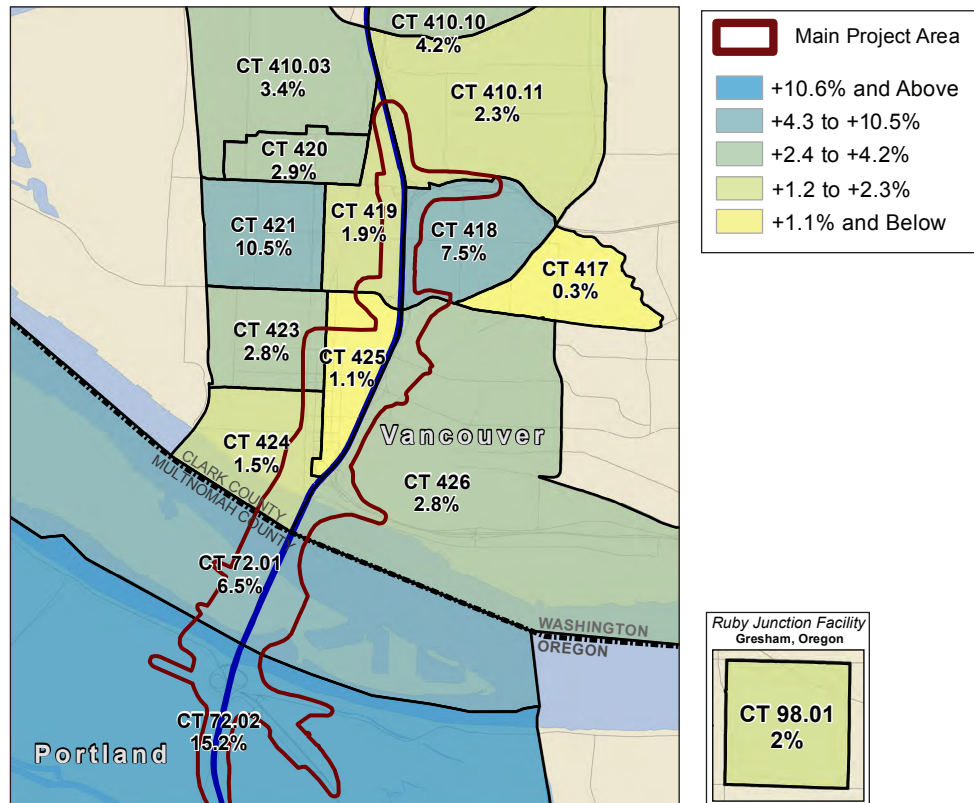 CT 410.10
4.2%
CT 410.03
3.4%
CT 410.11
2.3%
CT 420
2.9%
CT 421
10.5%
CT 419
1.9%
CT 418
7.5%
CT 417
0.3%
CT 423
2.8%
CT 425
1.1%
Vancouver
CT 424
1.5%
CT 426
2.8%
CLARK COUNTY
MULTNOMAH COUNTY
CT 72.01
6.5%
WASHINGTON
OREGON
CT 72.02
15.2%
Portland
Main Project Area
+10.6% and Above
+4.3 to +10.5%
+2.4 to +4.2%
+1.2 to +2.3%
+1.1% and Below
Ruby Junction Facility
Gresham, Oregon
CT 98.01
2%